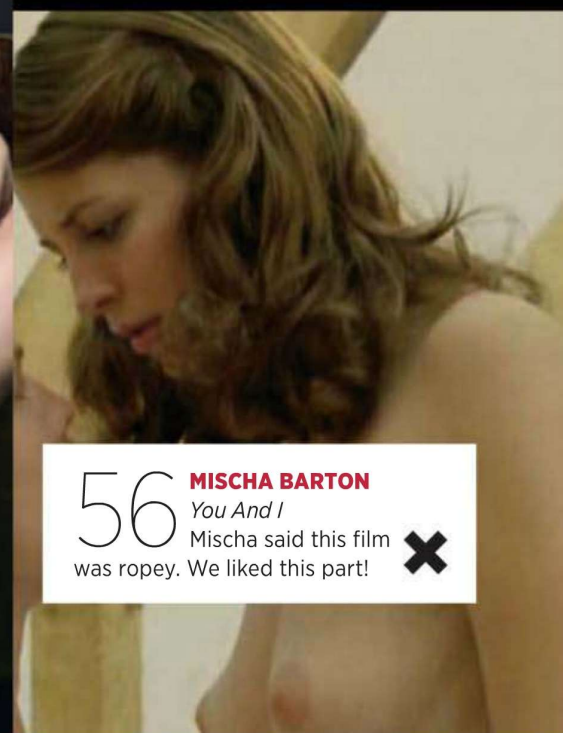 56 MISCHA BARTON
You And I
Mischa said this film
was ropey. We liked this part!